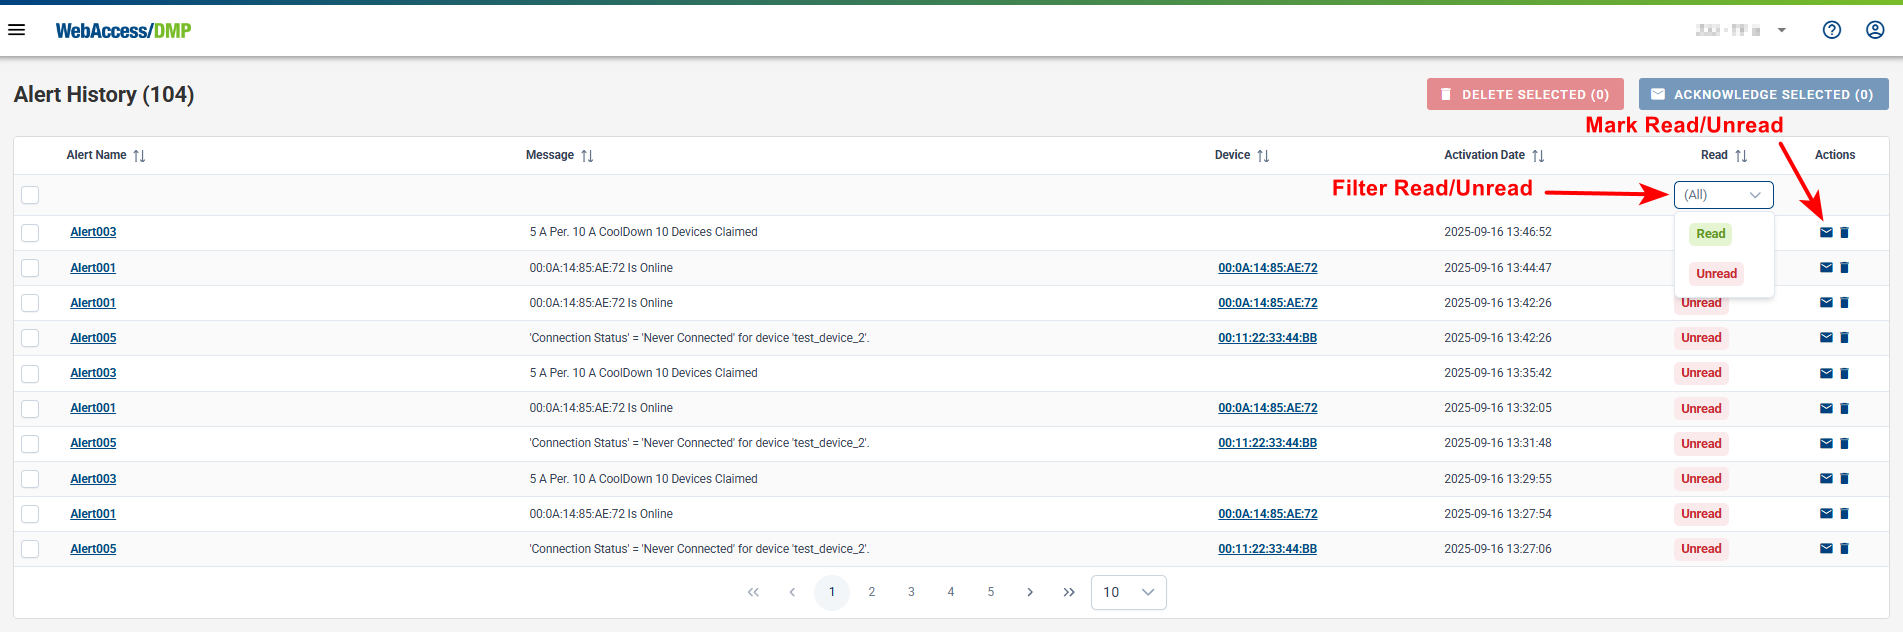 WebAccess/DMP
Alert History (104)
DELETE SELECTED (0)
ACKNOWLEDGE SELECTED (0)
Mark Read/Unread
Alert Name Message Device Activation Date Read Actions
Filter Read/Unread (All)
Alert003 5 A Per. 10 A CoolDown 10 Devices Claimed 2025-09-16 13:46:52 Read
Alert001 00:0A:14:85:AE:72 Is Online 00:0A:14:85:AE:72 2025-09-16 13:44:47 Unread
Alert001 00:0A:14:85:AE:72 Is Online 00:0A:14:85:AE:72 2025-09-16 13:42:26 Unread
Alert005 'Connection Status' = 'Never Connected' for device 'test_device_2'. 00:11:22:33:44:BB 2025-09-16 13:42:26 Unread
Alert003 5 A Per. 10 A CoolDown 10 Devices Claimed 2025-09-16 13:35:42 Unread
Alert001 00:0A:14:85:AE:72 Is Online 00:0A:14:85:AE:72 2025-09-16 13:32:05 Unread
Alert005 'Connection Status' = 'Never Connected' for device 'test_device_2'. 00:11:22:33:44:BB 2025-09-16 13:31:48 Unread
Alert003 5 A Per. 10 A CoolDown 10 Devices Claimed 2025-09-16 13:29:55 Unread
Alert001 00:0A:14:85:AE:72 Is Online 00:0A:14:85:AE:72 2025-09-16 13:27:54 Unread
Alert005 'Connection Status' = 'Never Connected' for device 'test_device_2'. 00:11:22:33:44:BB 2025-09-16 13:27:06 Unread
1 2 3 4 5 10